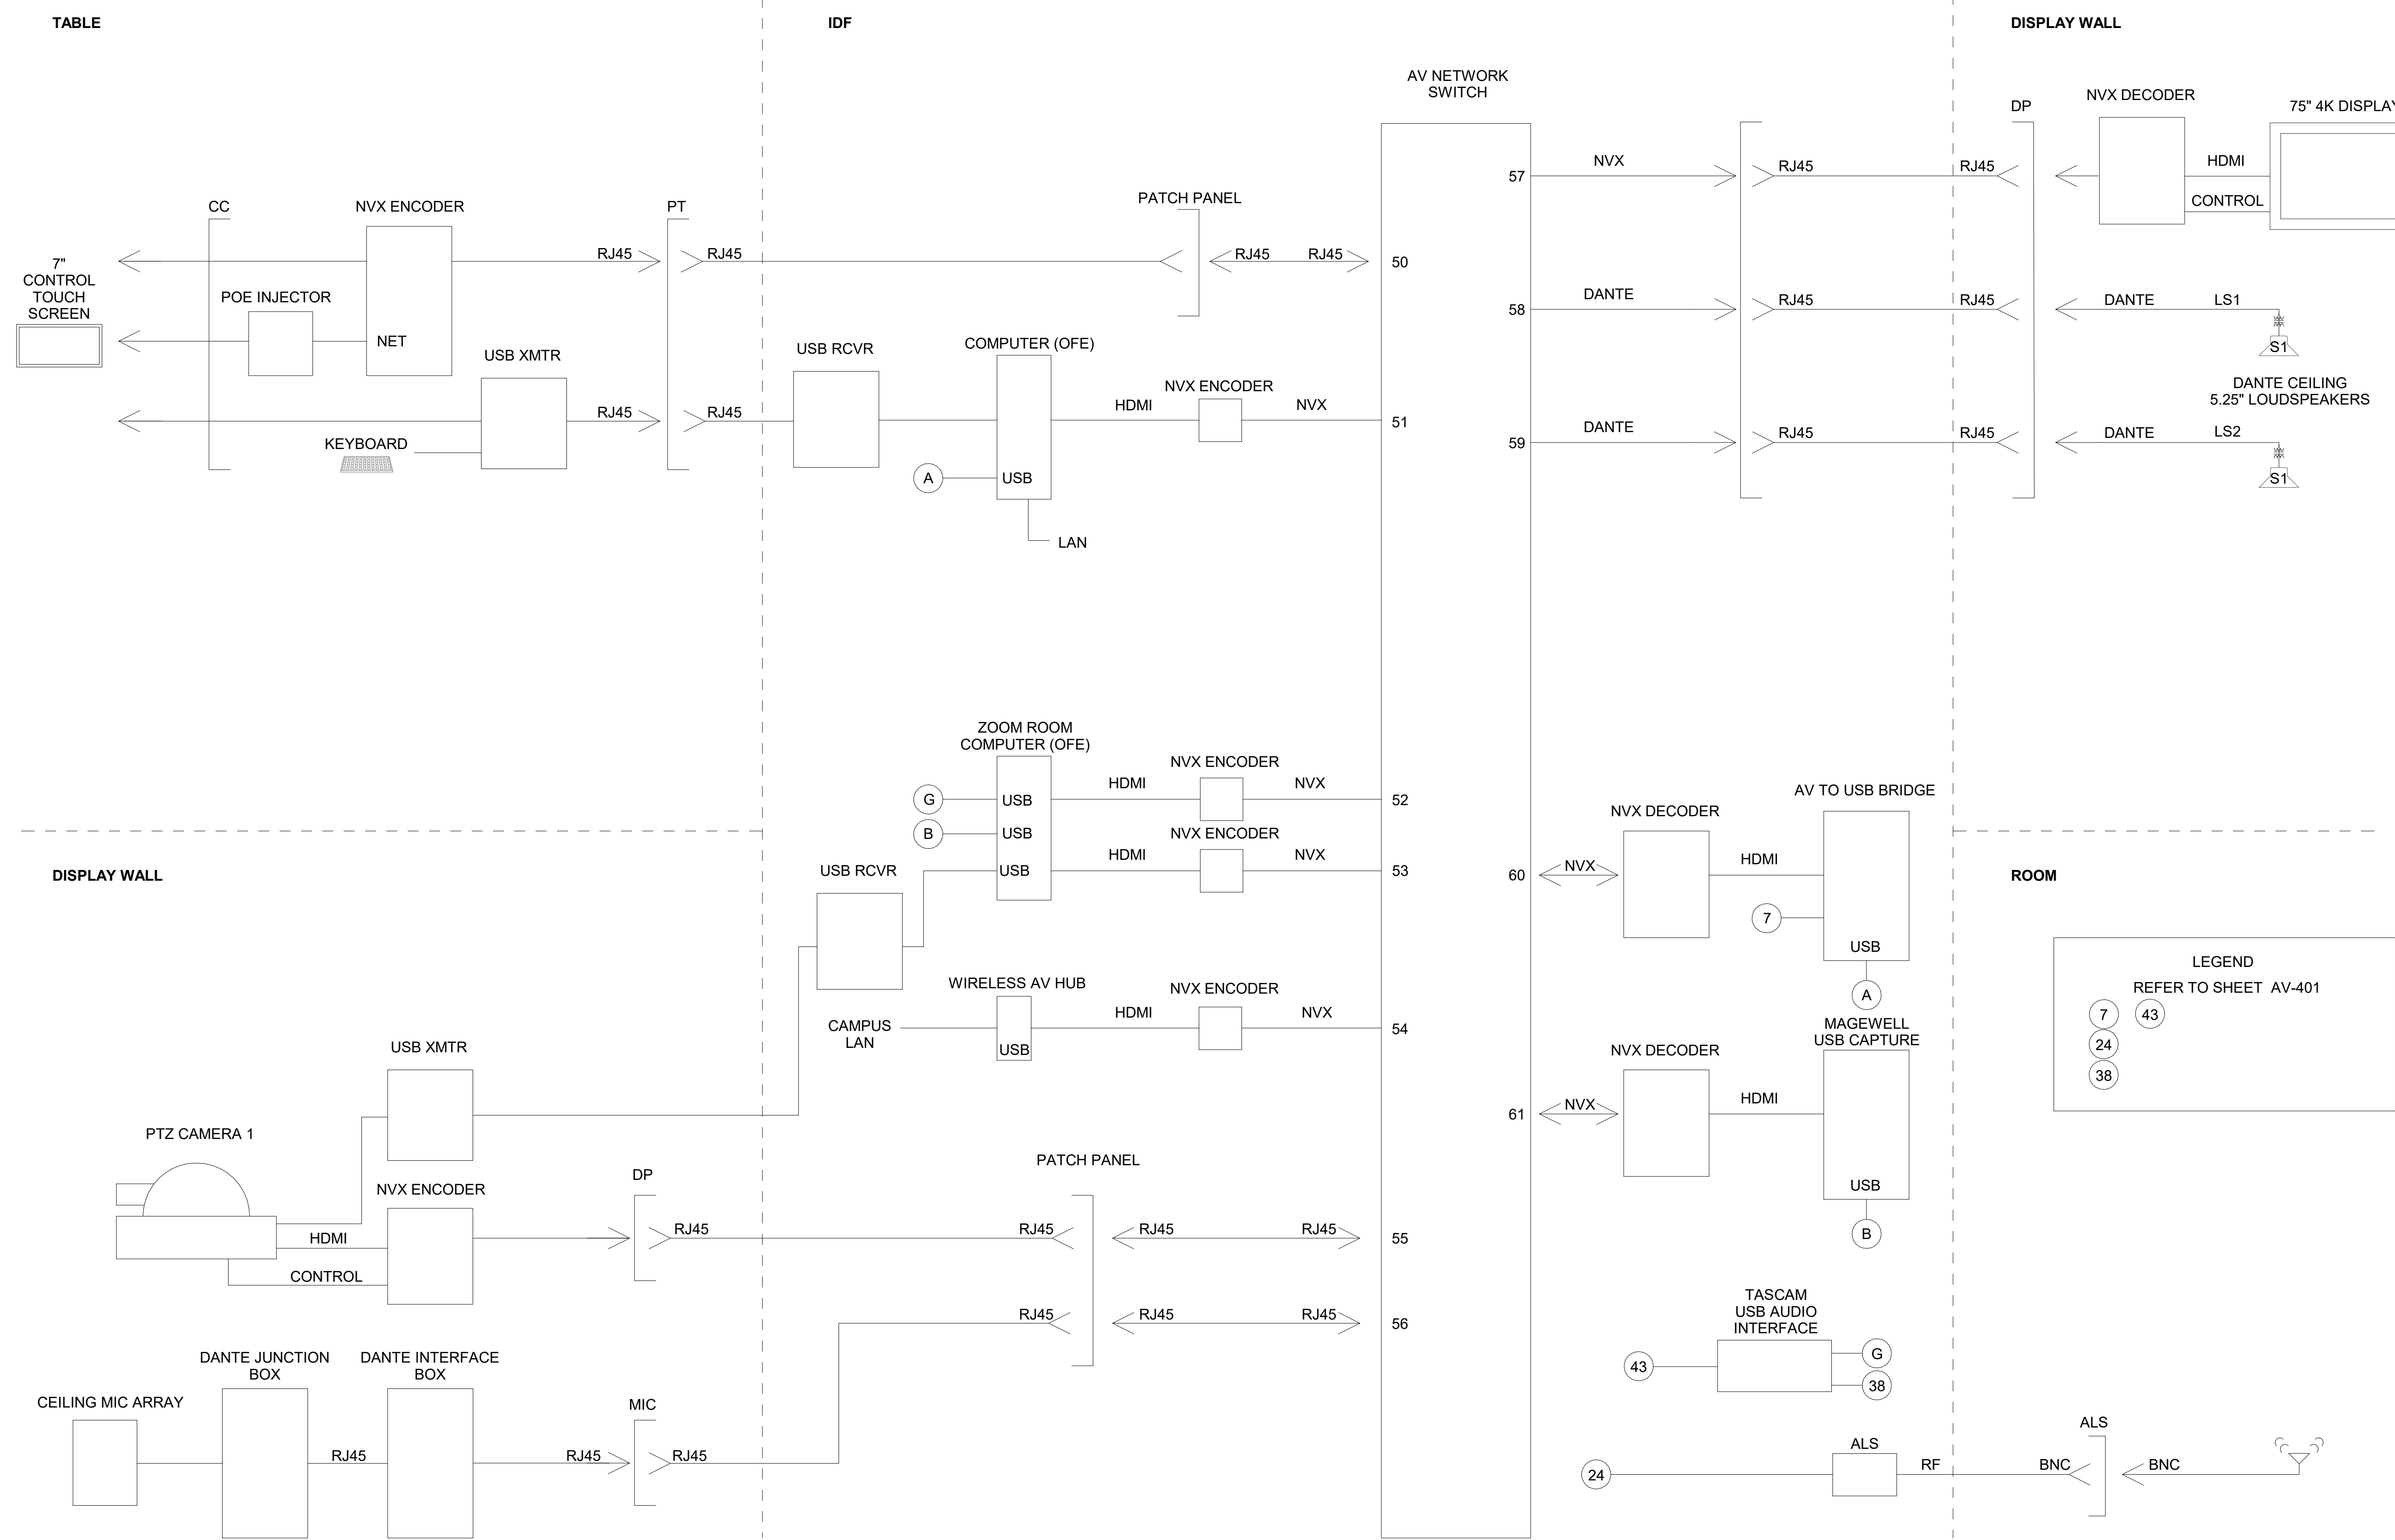 TABLE
IDF
DISPLAY WALL
AV NETWORK
SWITCH
DP
NVX DECODER
75" 4K DISPLAY
57
NVX
RJ45
RJ45
HDMI
CONTROL
PATCH PANEL
CC
NVX ENCODER
PT
RJ45
RJ45
RJ45
RJ45
50
7"
CONTROL
TOUCH
SCREEN
POE INJECTOR
NET
58
DANTE
RJ45
RJ45
DANTE
LS1
S1
USB XMTR
USB RCVR
COMPUTER (OFE)
NVX ENCODER
HDMI
NVX
51
RJ45
RJ45
KEYBOARD
DANTE CEILING
5.25" LOUDSPEAKERS
59
DANTE
RJ45
RJ45
DANTE
LS2
S1
A
USB
LAN
ZOOM ROOM
COMPUTER (OFE)
NVX ENCODER
G
USB
HDMI
NVX
52
B
USB
NVX ENCODER
USB
HDMI
NVX
53
USB RCVR
NVX DECODER
AV TO USB BRIDGE
60
NVX
HDMI
7
USB
A
DISPLAY WALL
ROOM
LEGEND
REFER TO SHEET AV-401
7
43
24
38
WIRELESS AV HUB
NVX ENCODER
CAMPUS
LAN
USB
HDMI
NVX
54
MAGEWELL
USB CAPTURE
NVX DECODER
61
NVX
HDMI
USB
B
USB XMTR
PTZ CAMERA 1
NVX ENCODER
HDMI
CONTROL
DP
RJ45
PATCH PANEL
RJ45
RJ45
RJ45
55
RJ45
RJ45
RJ45
56
TASCAM
USB AUDIO
INTERFACE
43
G
38
DANTE JUNCTION
BOX
DANTE INTERFACE
BOX
CEILING MIC ARRAY
RJ45
RJ45
MIC
RJ45
24
ALS
RF
BNC
ALS
BNC